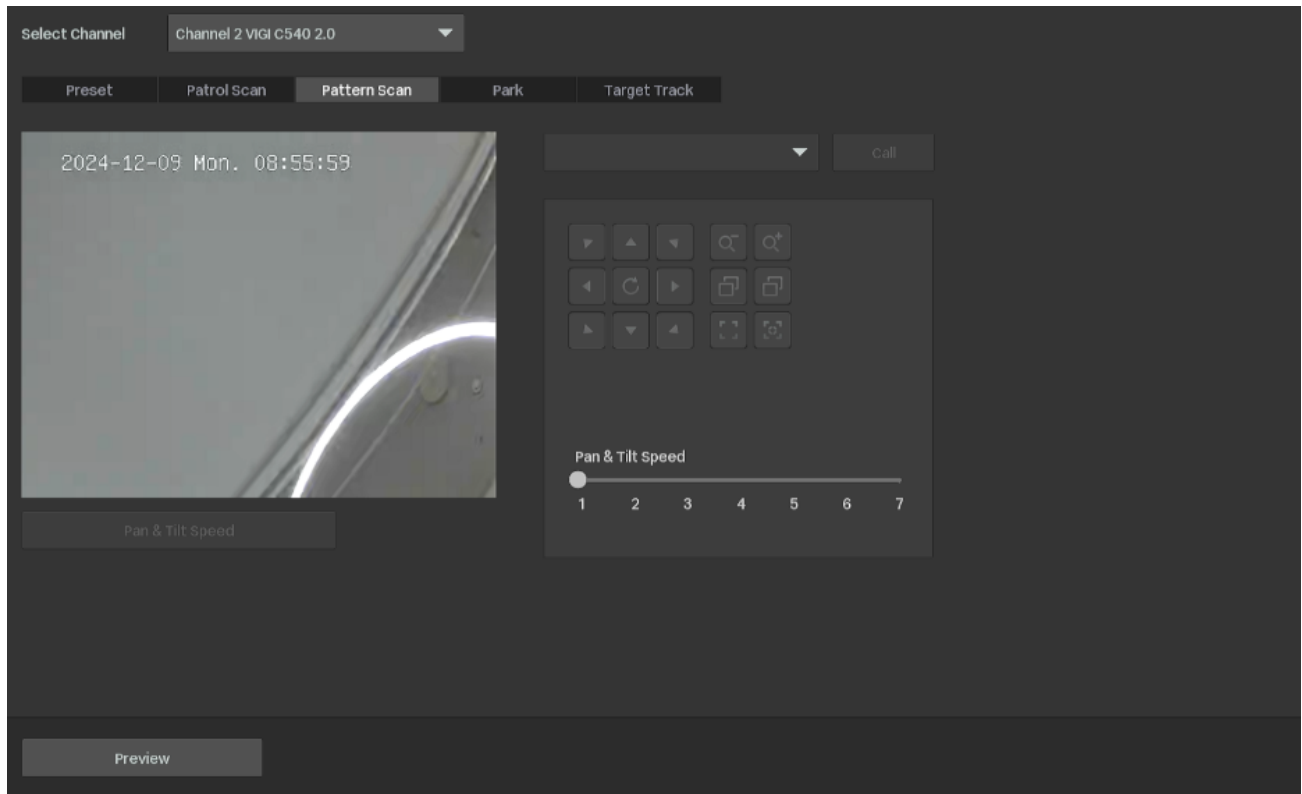 Select Channel Channel 2 VIGI C540 2.0
Preset Patrol Scan Pattern Scan Park Target Track
2024-12-09 Mon. 08:55:59
Call
Pan & Tilt Speed
1 2 3 4 5 6 7
Pan & Tilt Speed
Preview